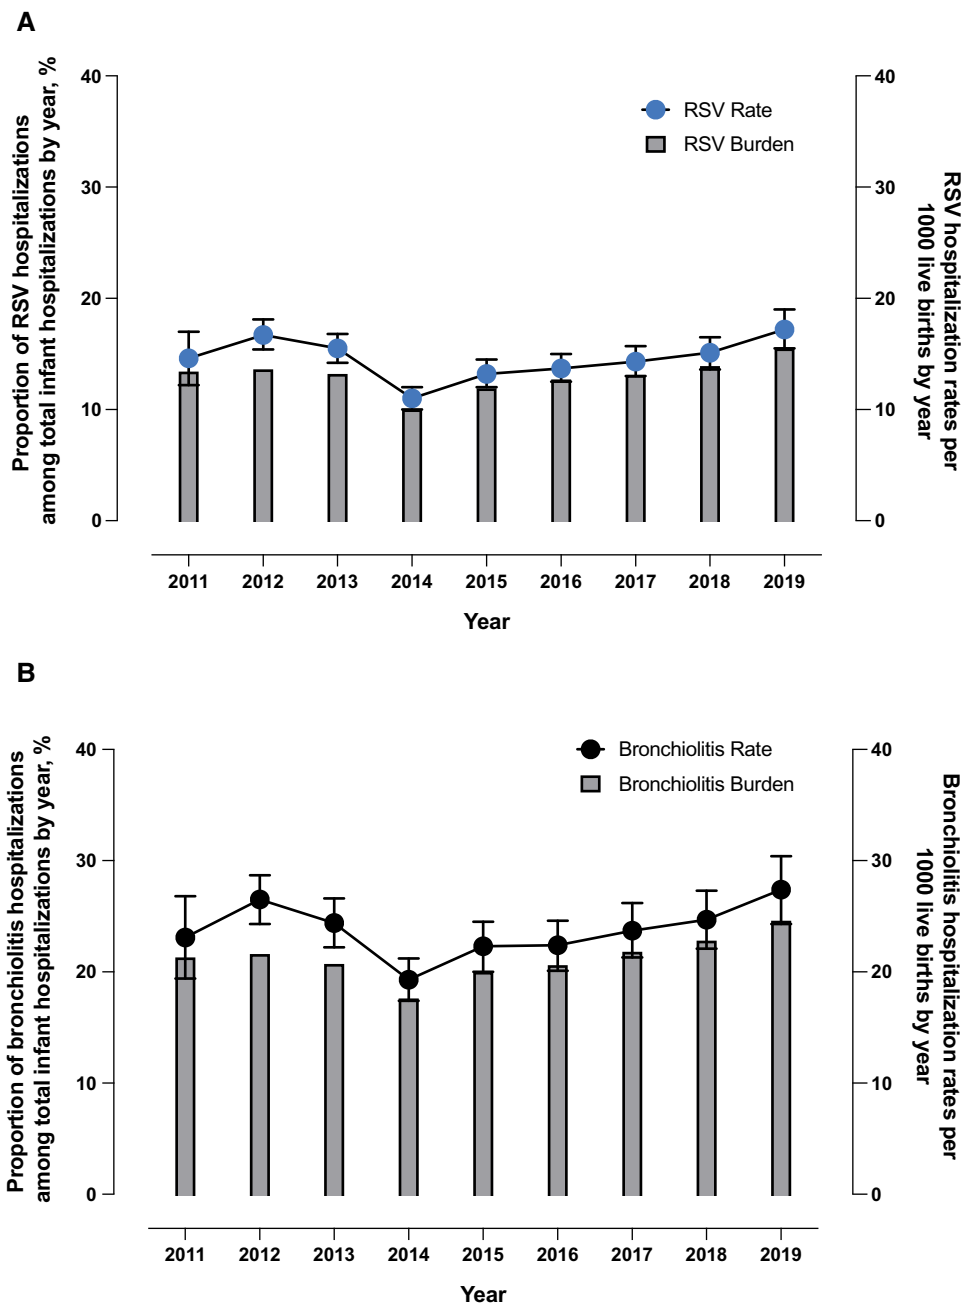 A
Proportion of RSV hospitalizations
among total infant hospitalizations by year, %
40
30
20
10
0
RSV Rate
RSV Burden
40
30
20
10
0
RSV hospitalization rates per
1000 live births by year
2011 2012 2013 2014 2015 2016 2017 2018 2019
Year
B
Proportion of bronchiolitis hospitalizations
among total infant hospitalizations by year, %
40
30
20
10
0
Bronchiolitis Rate
Bronchiolitis Burden
40
30
20
10
0
Bronchiolitis hospitalization rates per
1000 live births by year
2011 2012 2013 2014 2015 2016 2017 2018 2019
Year